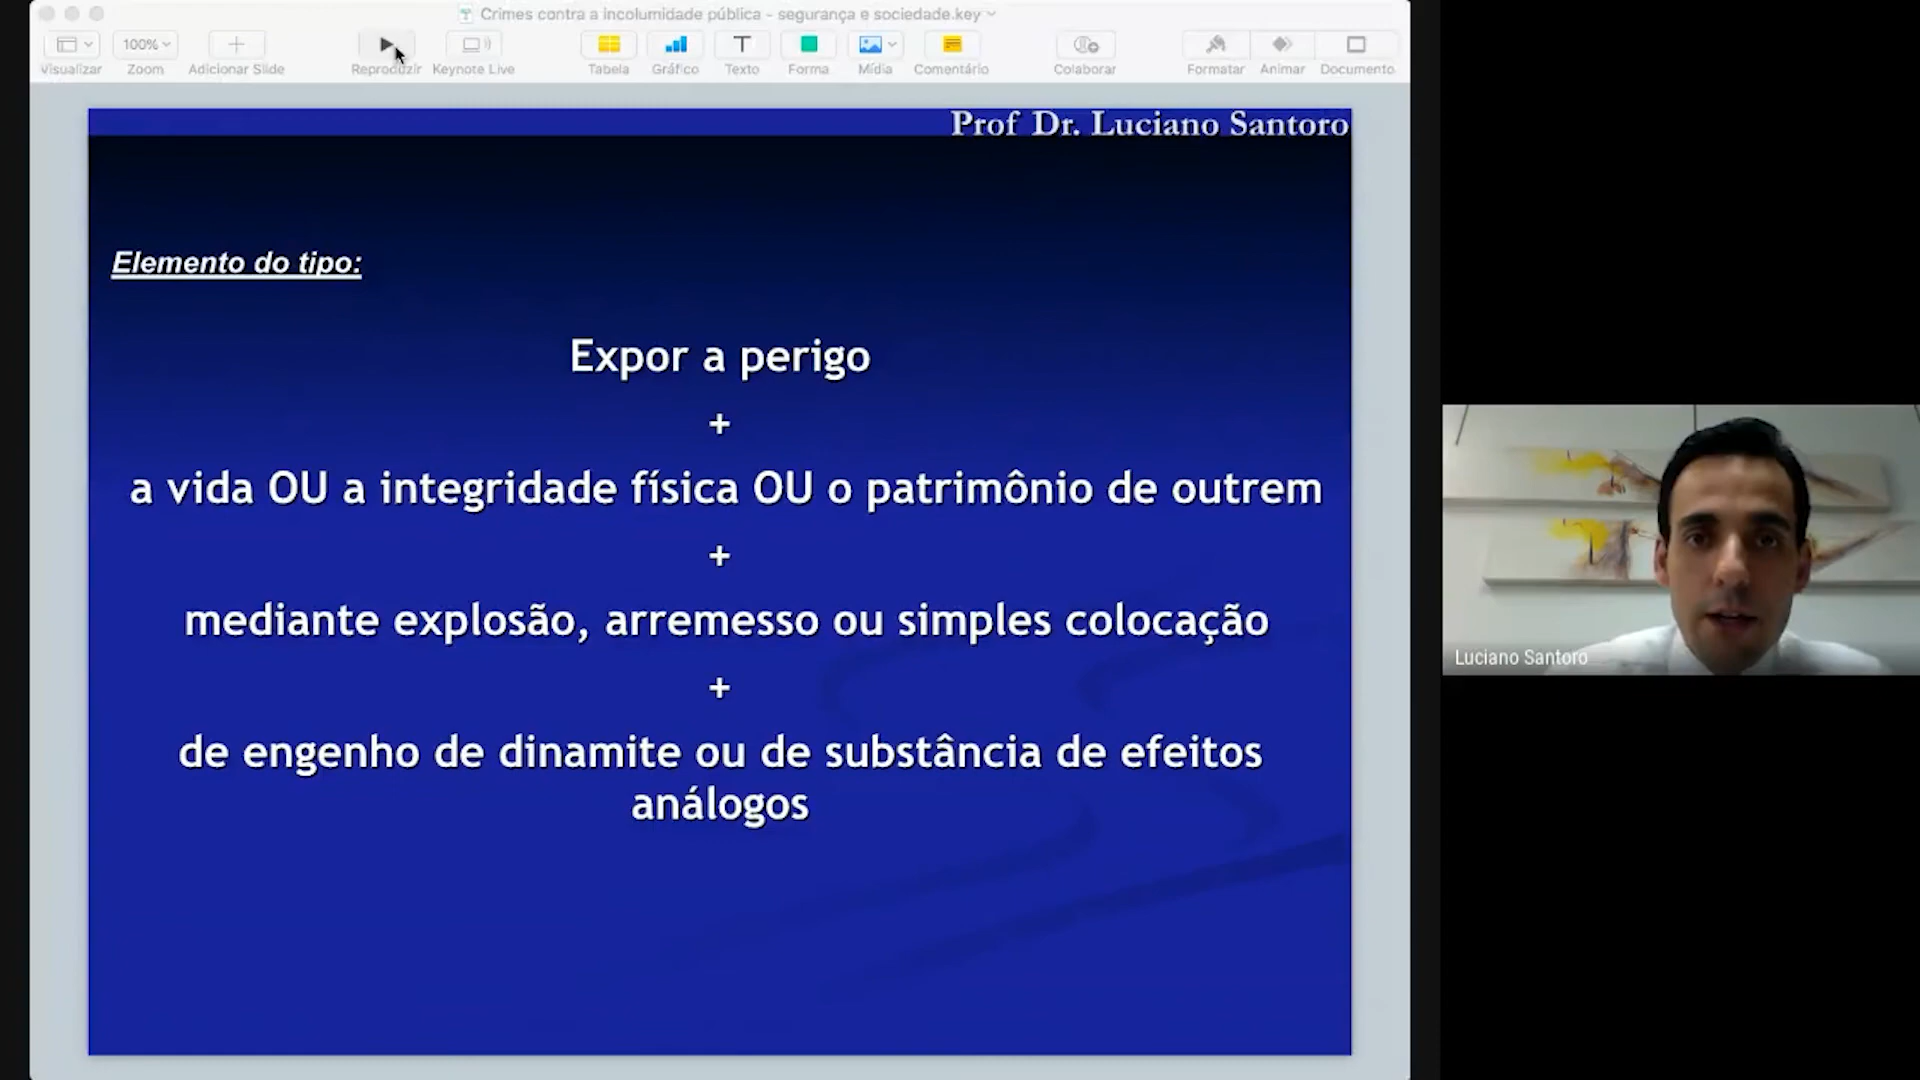 Crimes contra a incolumidade pública - segurança e sociedade.key
100%
Visualizar
Zoom
Adicionar Slide
Reproduzir
Keynote Live
Tabela
Gráfico
Texto
Forma
Mídia
Comentário
Colaborar
Formatar
Animar
Documento
Prof Dr. Luciano Santoro
Elemento do tipo:
Expor a perigo
+
a vida OU a integridade física OU o patrimônio de outrem
+
mediante explosão, arremesso ou simples colocação
+
de engenho de dinamite ou de substância de efeitos
análogos
Luciano Santoro